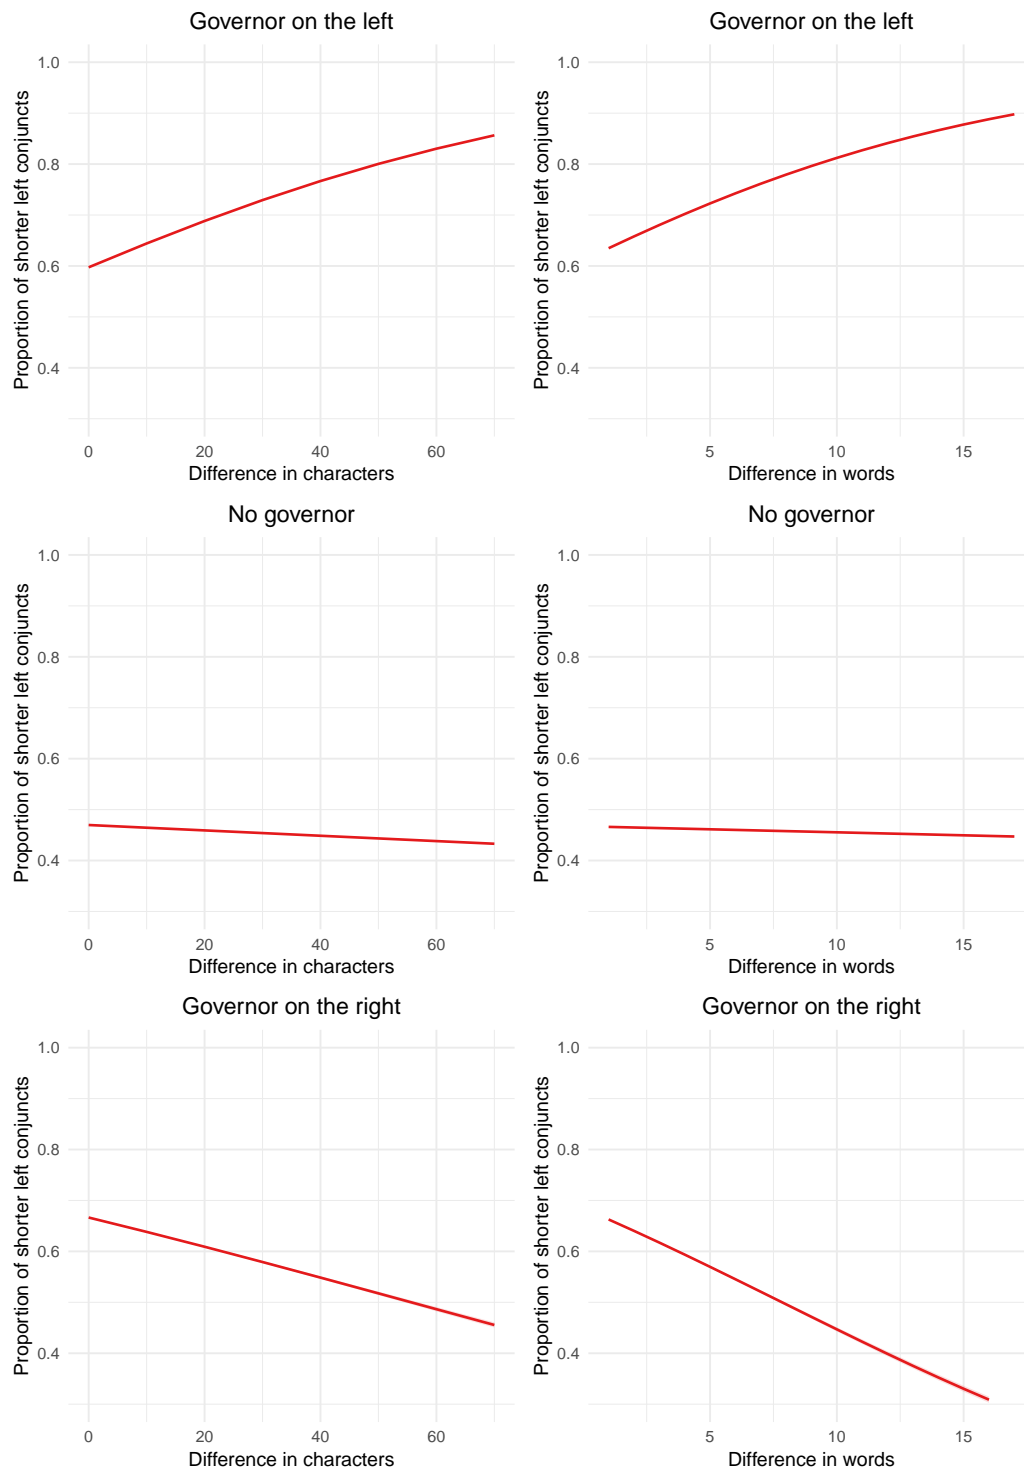 Governor on the left
Proportion of shorter left conjuncts
1.0
0.8
0.6
0.4
0 20 40 60
Difference in characters
Governor on the left
Proportion of shorter left conjuncts
1.0
0.8
0.6
0.4
5 10 15
Difference in words
No governor
Proportion of shorter left conjuncts
1.0
0.8
0.6
0.4
0 20 40 60
Difference in characters
No governor
Proportion of shorter left conjuncts
1.0
0.8
0.6
0.4
5 10 15
Difference in words
Governor on the right
Proportion of shorter left conjuncts
1.0
0.8
0.6
0.4
0 20 40 60
Difference in characters
Governor on the right
Proportion of shorter left conjuncts
1.0
0.8
0.6
0.4
5 10 15
Difference in words